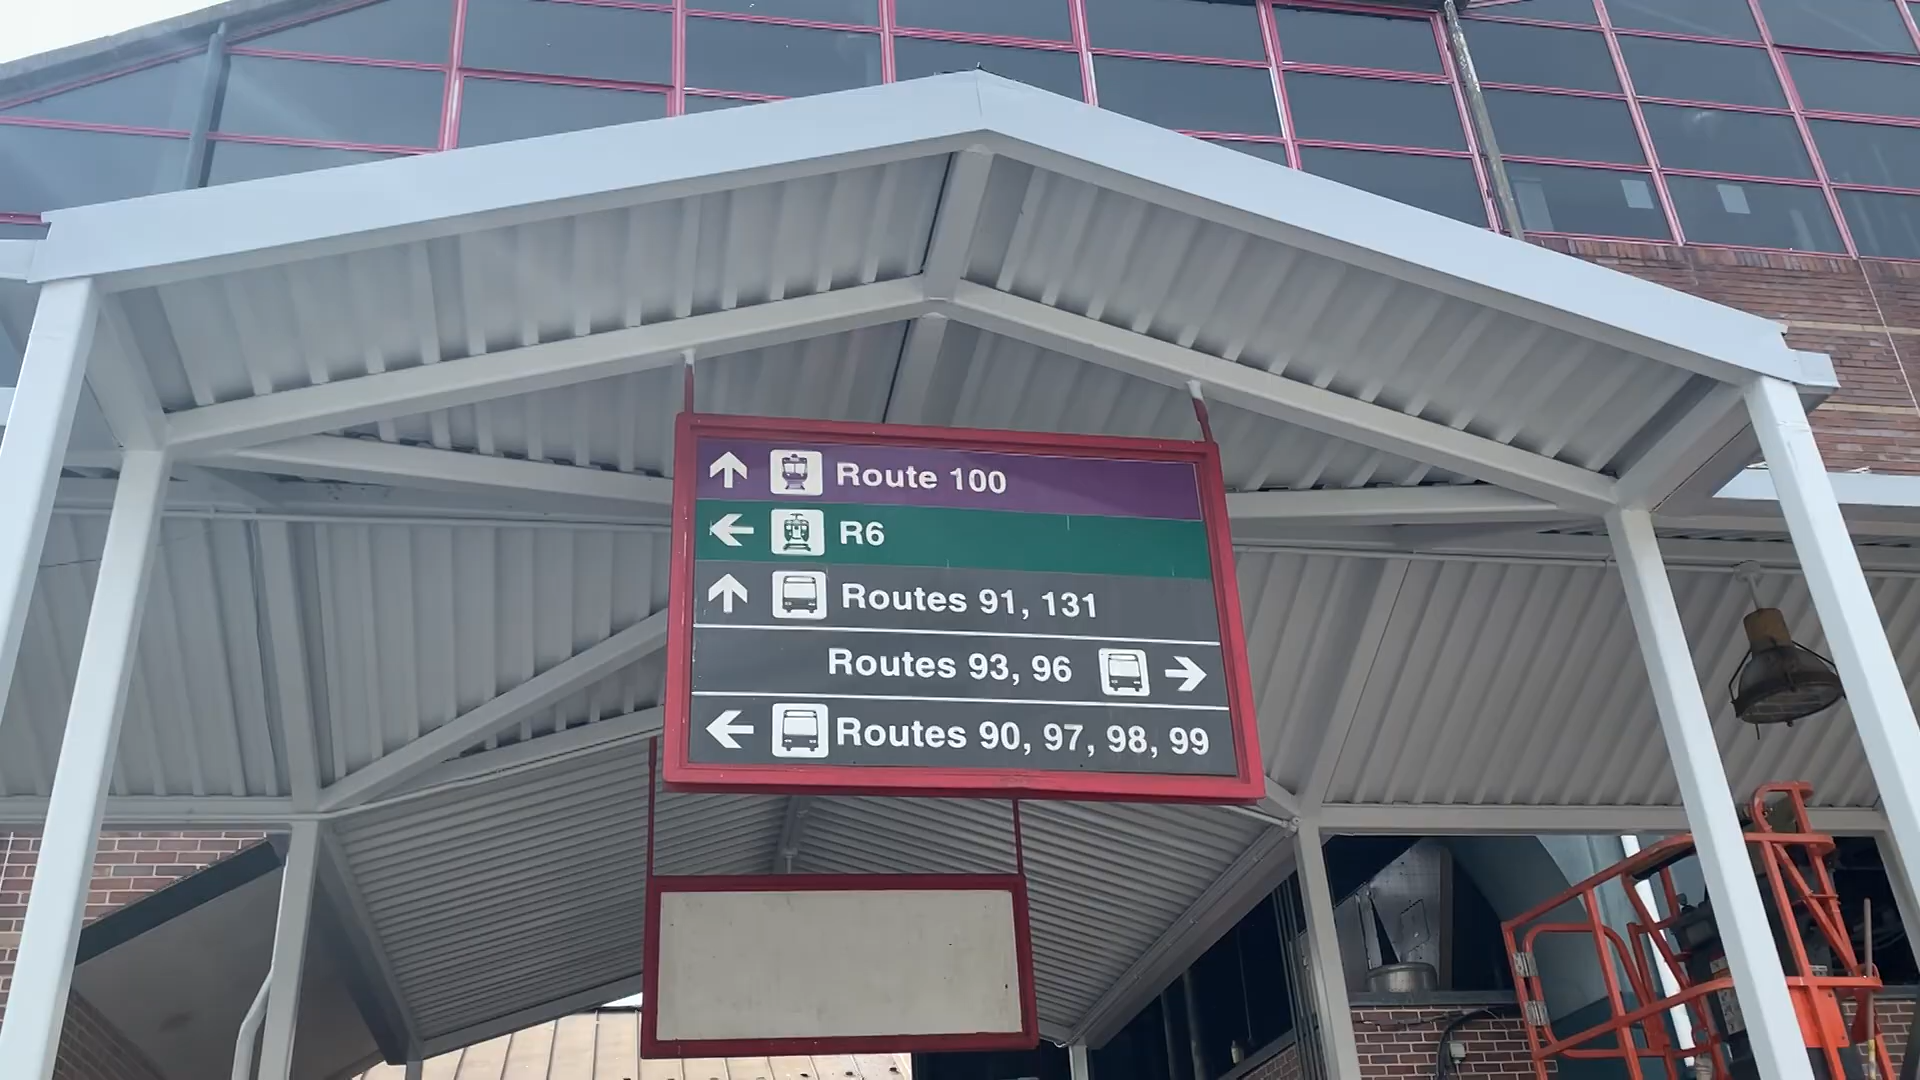 Route 100
R6
Routes 91, 131
Routes 93, 96
Routes 90, 97, 98, 99